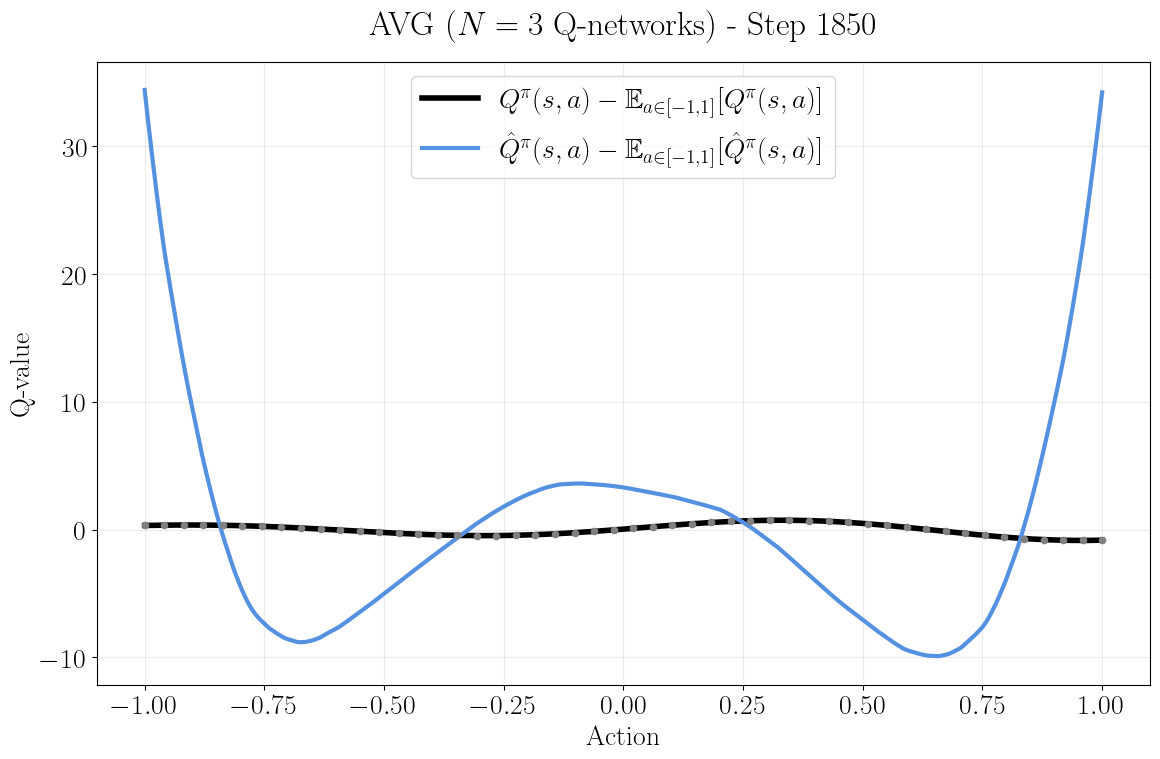 AVG (N = 3 Q-networks) - Step 1850
Q^π(s, a) − 𝔼_{a∈[−1,1]}[Q^π(s, a)]
Q̂^π(s, a) − 𝔼_{a∈[−1,1]}[Q̂^π(s, a)]
Q-value
30
20
10
0
−10
−1.00 −0.75 −0.50 −0.25 0.00 0.25 0.50 0.75 1.00
Action